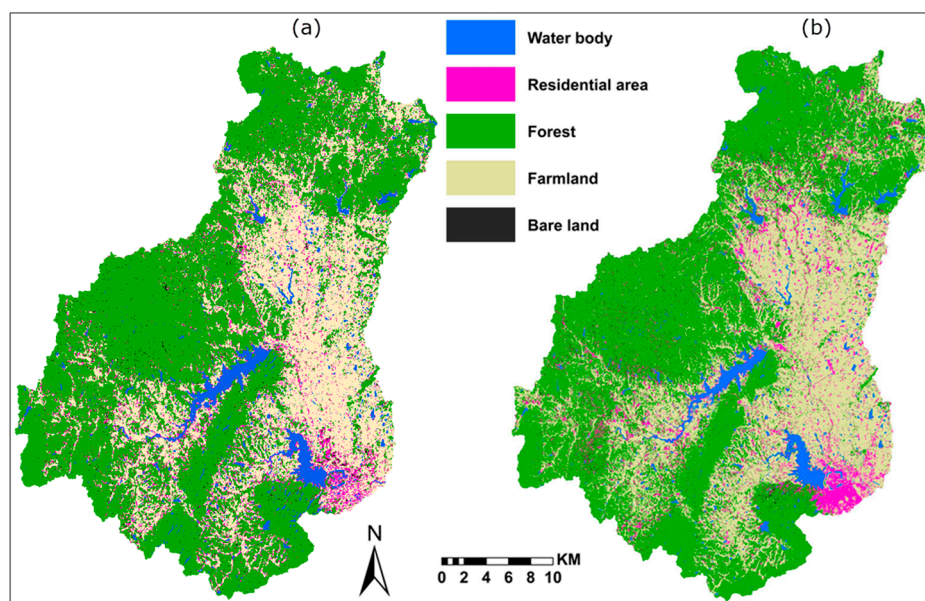 (a)
(b)
Water body
Residential area
Forest
Farmland
Bare land
N
KM
0 2 4 6 8 10